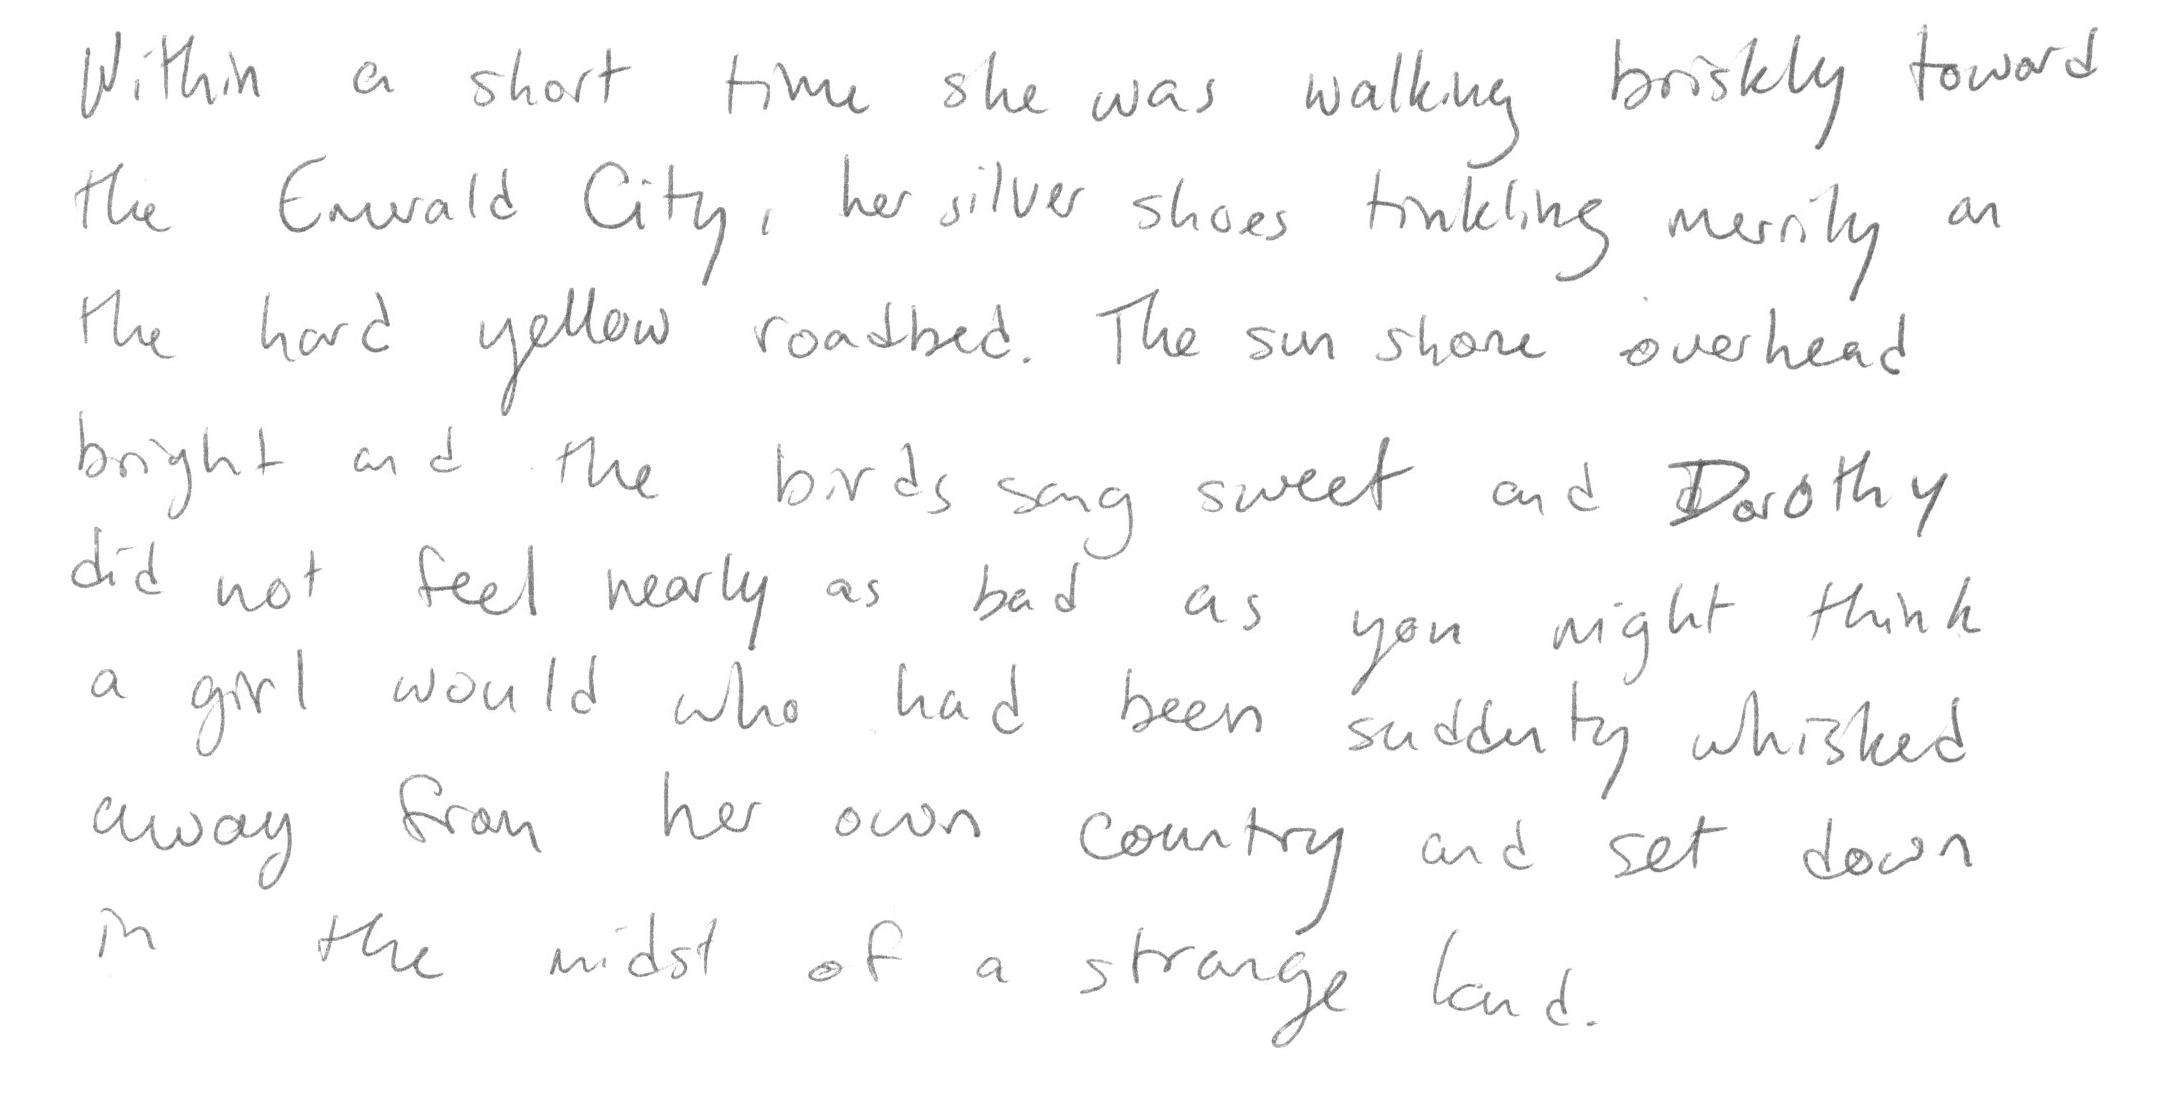 Within a short time she was walking briskly toward
the Emerald City, her silver shoes tinkling merrily on
the hard yellow roadbed. The sun shone overhead
bright and the birds sang sweet and Dorothy
did not feel nearly as bad as you might think
a girl would who had been suddenly whisked
away from her own country and set down
in the midst of a strange land.